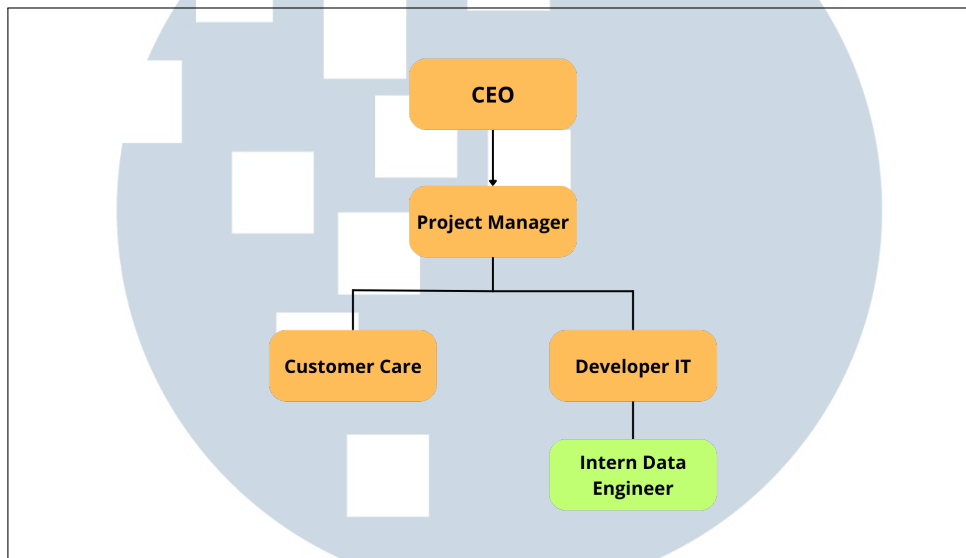 CEO
Project Manager
Customer Care
Developer IT
Intern Data
Engineer